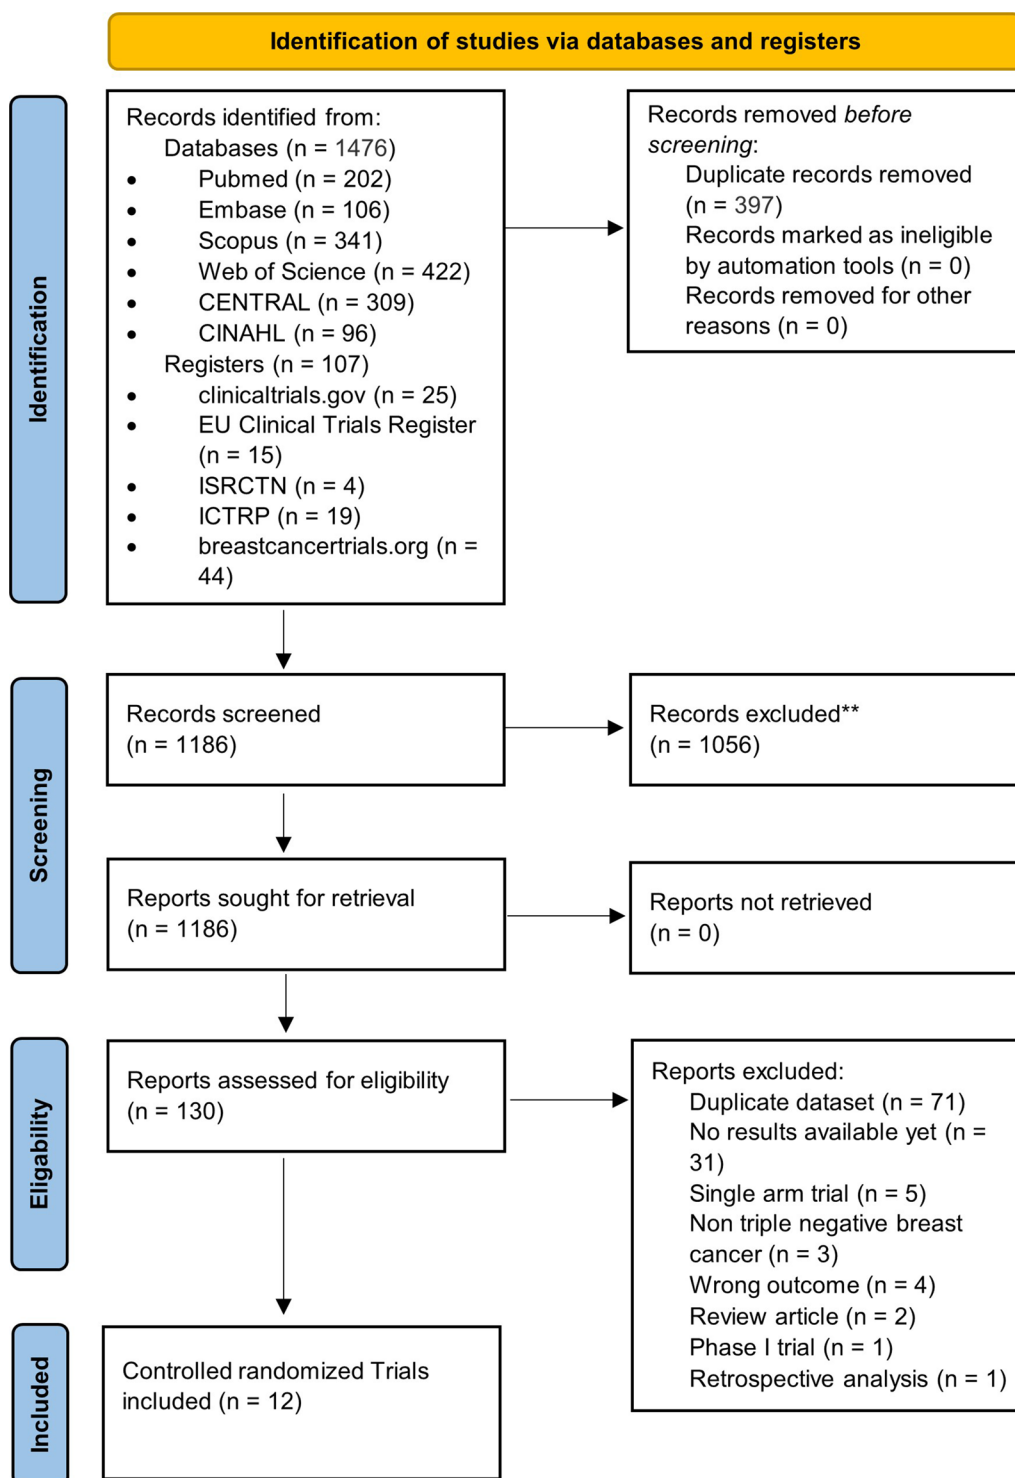 Identification of studies via databases and registers
Identification
Records identified from:
Databases (n = 1476)
• Pubmed (n = 202)
• Embase (n = 106)
• Scopus (n = 341)
• Web of Science (n = 422)
• CENTRAL (n = 309)
• CINAHL (n = 96)
Registers (n = 107)
• clinicaltrials.gov (n = 25)
• EU Clinical Trials Register
(n = 15)
• ISRCTN (n = 4)
• ICTRP (n = 19)
• breastcancertrials.org (n =
44)
Records removed before
screening:
Duplicate records removed
(n = 397)
Records marked as ineligible
by automation tools (n = 0)
Records removed for other
reasons (n = 0)
Screening
Records screened
(n = 1186)
Records excluded**
(n = 1056)
Reports sought for retrieval
(n = 1186)
Reports not retrieved
(n = 0)
Eligability
Reports assessed for eligibility
(n = 130)
Reports excluded:
Duplicate dataset (n = 71)
No results available yet (n =
31)
Single arm trial (n = 5)
Non triple negative breast
cancer (n = 3)
Wrong outcome (n = 4)
Review article (n = 2)
Phase I trial (n = 1)
Retrospective analysis (n = 1)
Included
Controlled randomized Trials
included (n = 12)